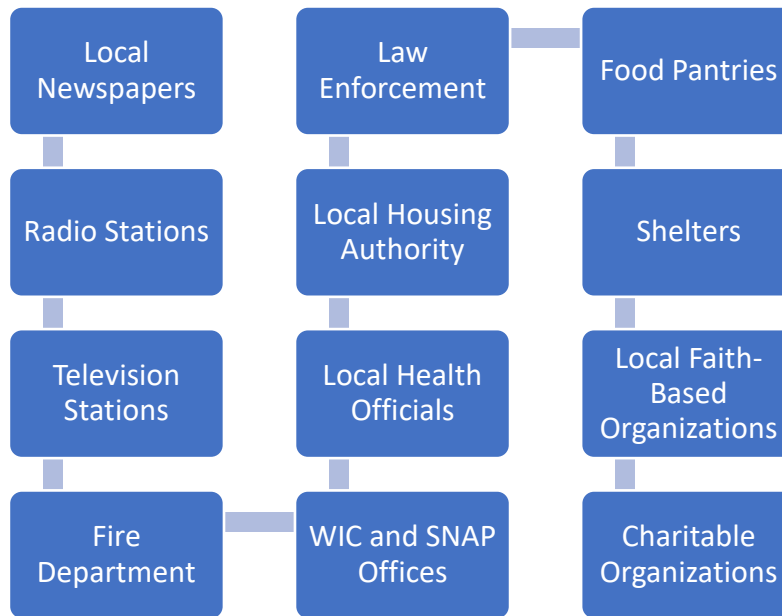 Local
Newspapers
Radio Stations
Television
Stations
Fire
Department
WIC and SNAP
Offices
Local Health
Officials
Local Housing
Authority
Law
Enforcement
Food Pantries
Shelters
Local Faith-
Based
Organizations
Charitable
Organizations